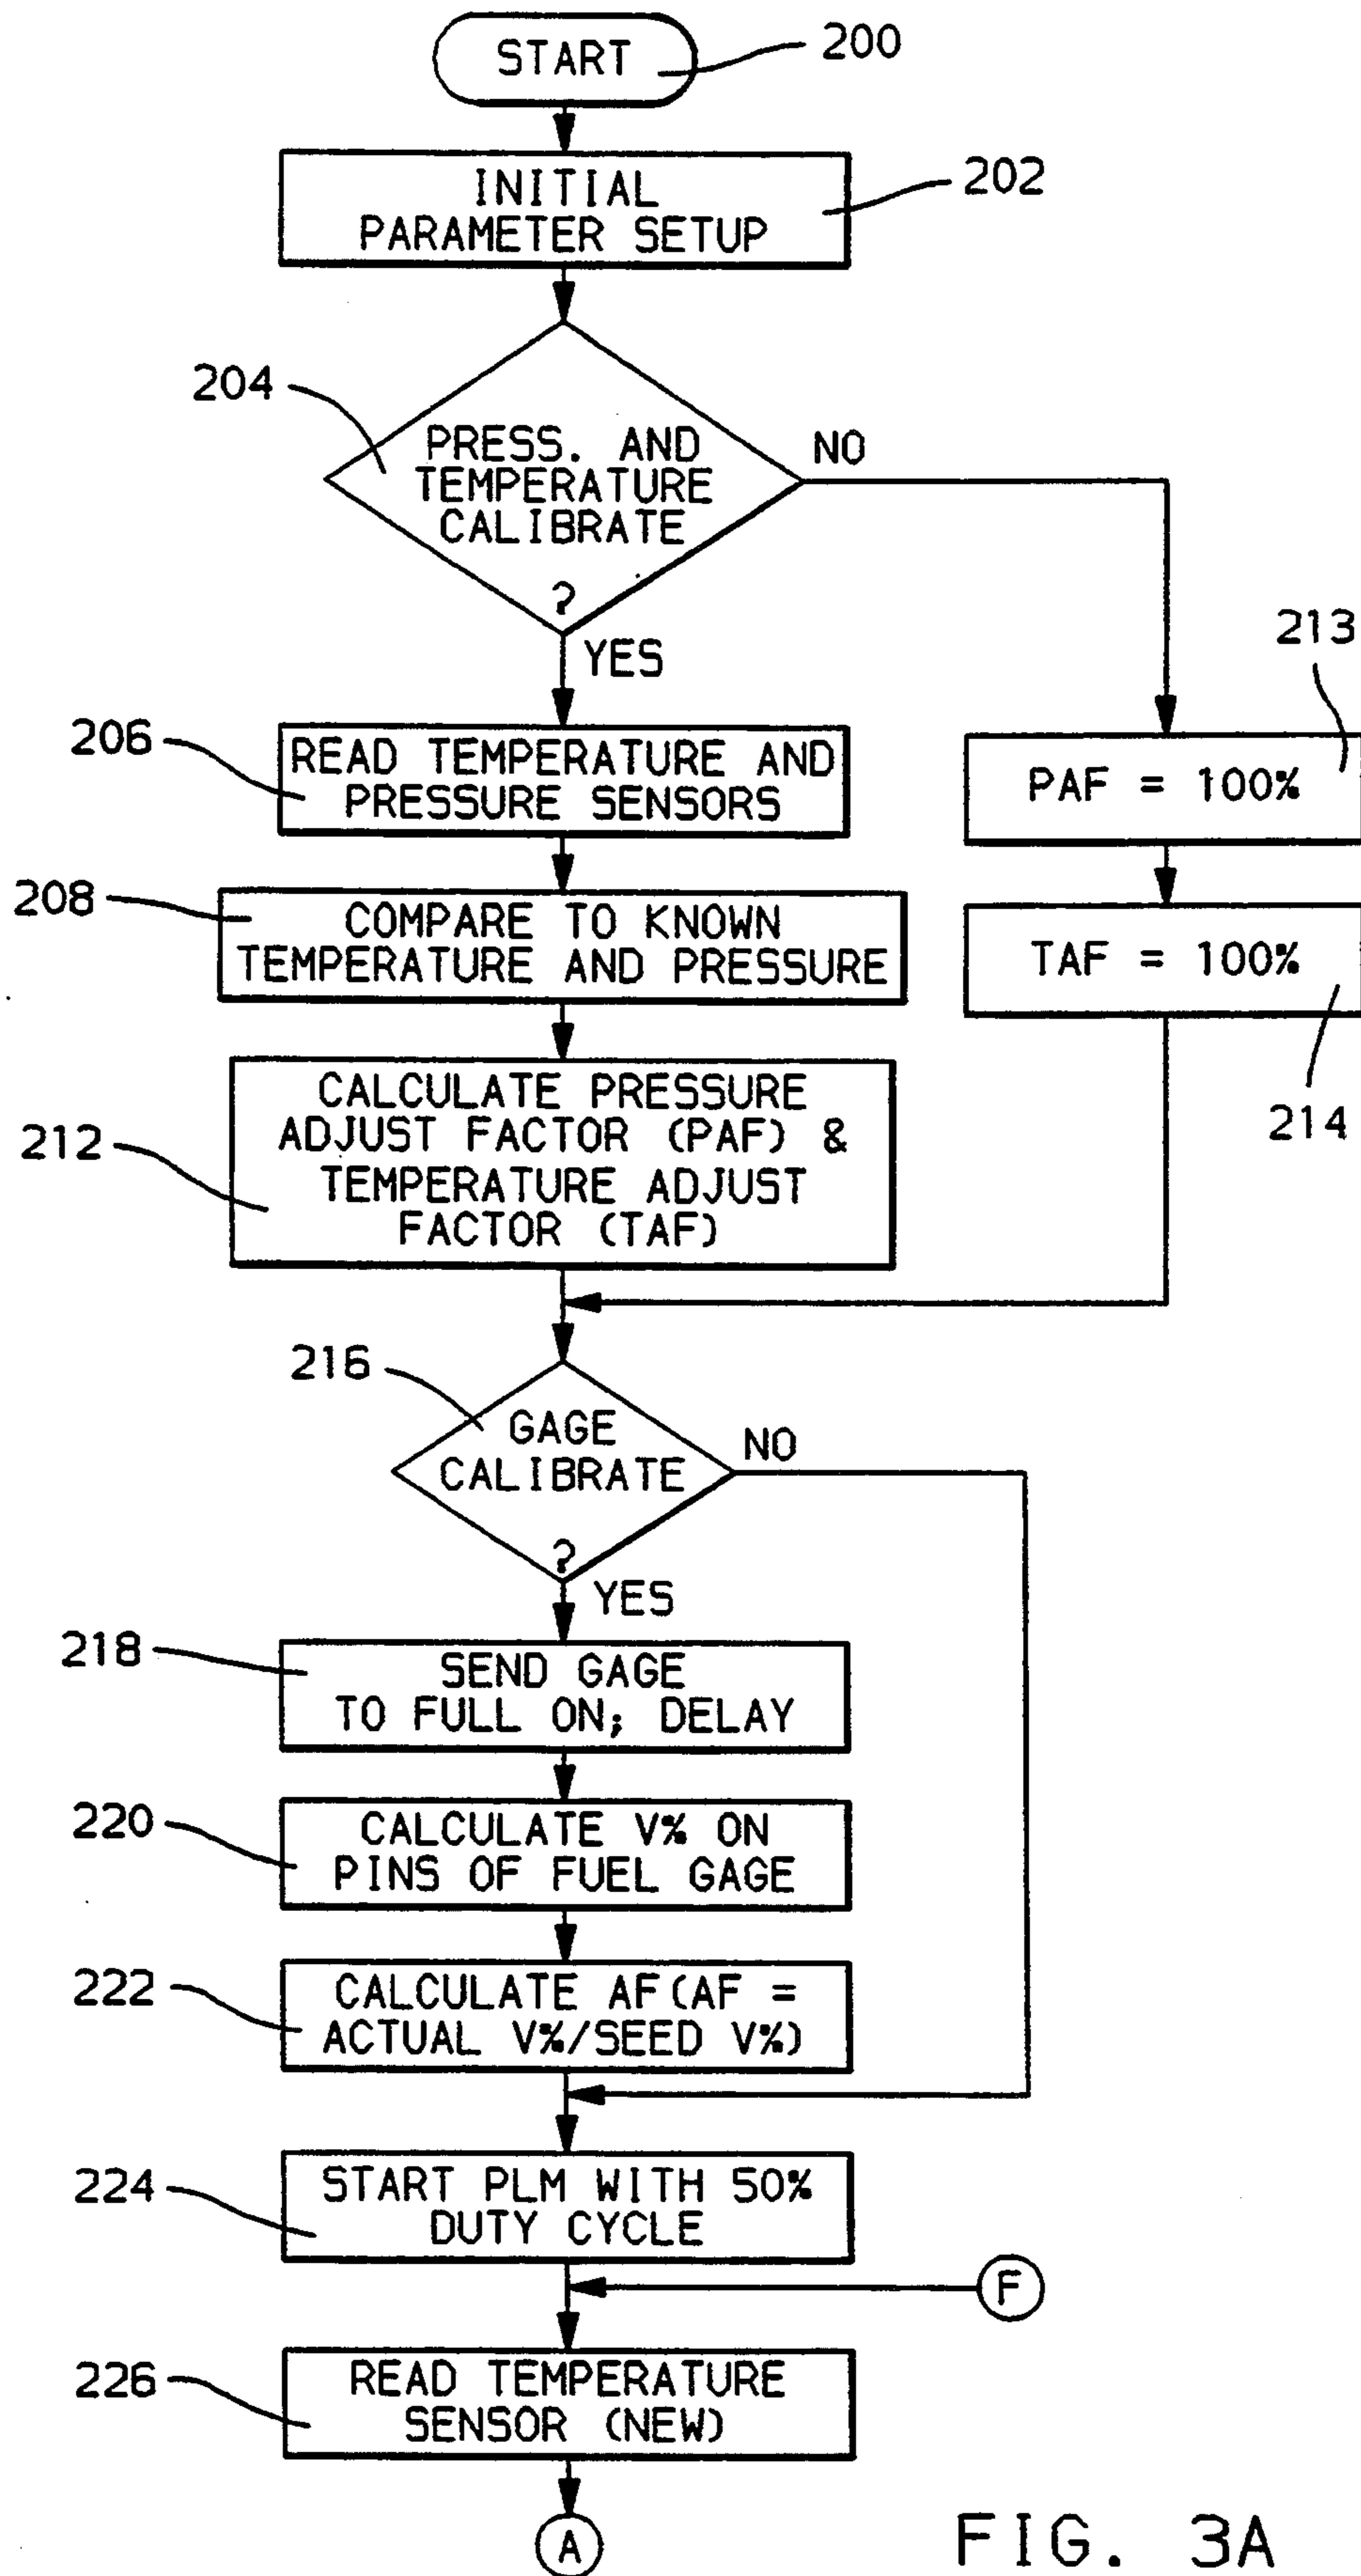 START
200
INITIAL
PARAMETER SETUP
202
204
PRESS. AND
TEMPERATURE
CALIBRATE
?
NO
YES
213
206
READ TEMPERATURE AND
PRESSURE SENSORS
PAF = 100%
208
COMPARE TO KNOWN
TEMPERATURE AND PRESSURE
TAF = 100%
214
212
CALCULATE PRESSURE
ADJUST FACTOR (PAF) &
TEMPERATURE ADJUST
FACTOR (TAF)
216
GAGE
CALIBRATE
?
NO
YES
218
SEND GAGE
TO FULL ON; DELAY
220
CALCULATE V% ON
PINS OF FUEL GAGE
222
CALCULATE AF(AF =
ACTUAL V%/SEED V%)
224
START PLM WITH 50%
DUTY CYCLE
F
226
READ TEMPERATURE
SENSOR (NEW)
A
FIG. 3A